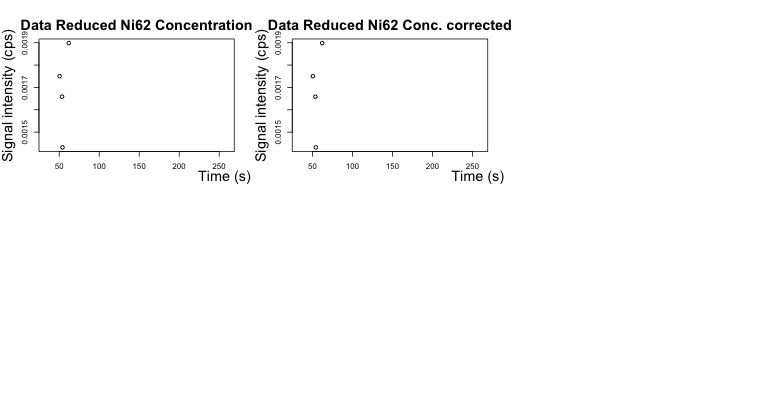 Data Reduced Ni62 Concentration
Signal intensity (cps)
0.0019
0.0017
0.0015
50 100 150 200 250
Time (s)
Data Reduced Ni62 Conc. corrected
Signal intensity (cps)
0.0019
0.0017
0.0015
50 100 150 200 250
Time (s)